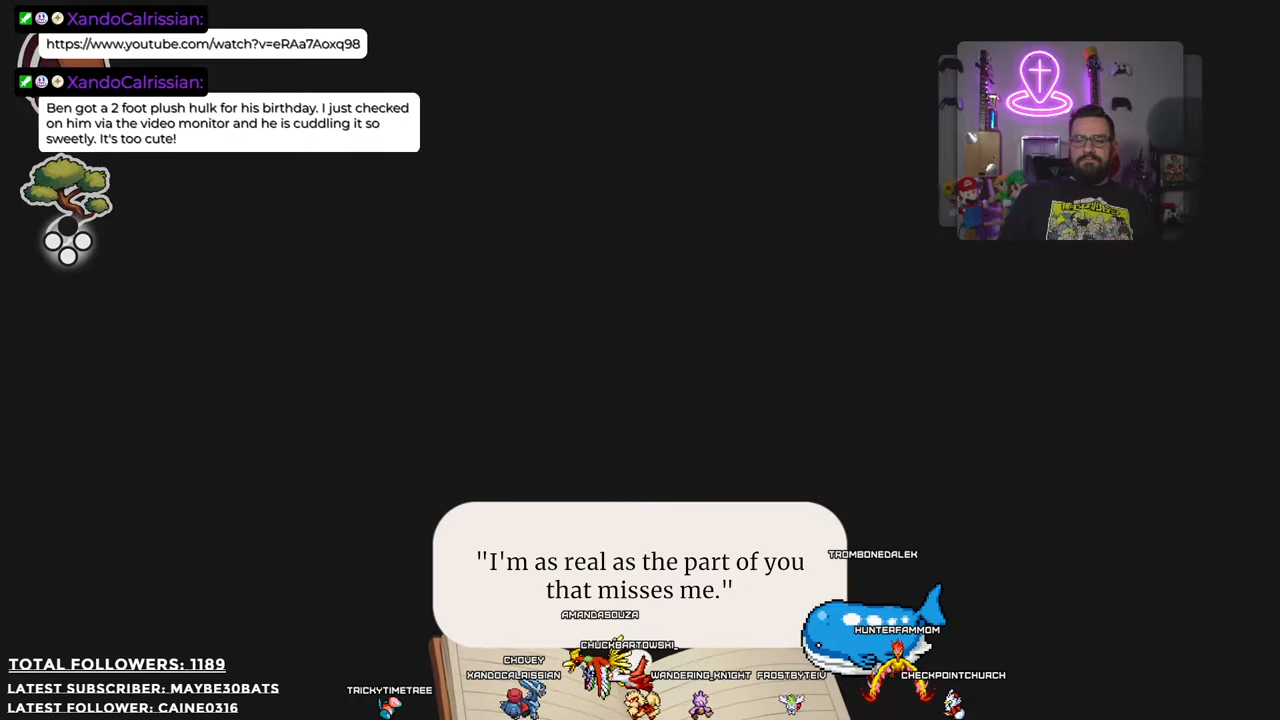 XandoCalrissian:
https://www.youtube.com/watch?v=eRAa7Aoxq98
XandoCalrissian:
Ben got a 2 foot plush hulk for his birthday. I just checked
on him via the video monitor and he is cuddling it so
sweetly. It's too cute!
"I'm as real as the part of you
that misses me."
TROMBONEDALEK
AMANDASOUZA
HUNTERFAMMOM
CHUCKBARTOWSKI_
CHOVEY
XANDOCALRISSIAN
WANDERING_KN1GHT
FROSTBYTEIV
CHECKPOINTCHURCH
TRICKYTIMETREE
TOTAL FOLLOWERS: 1189
LATEST SUBSCRIBER: MAYBE30BATS
LATEST FOLLOWER: CAINE0316